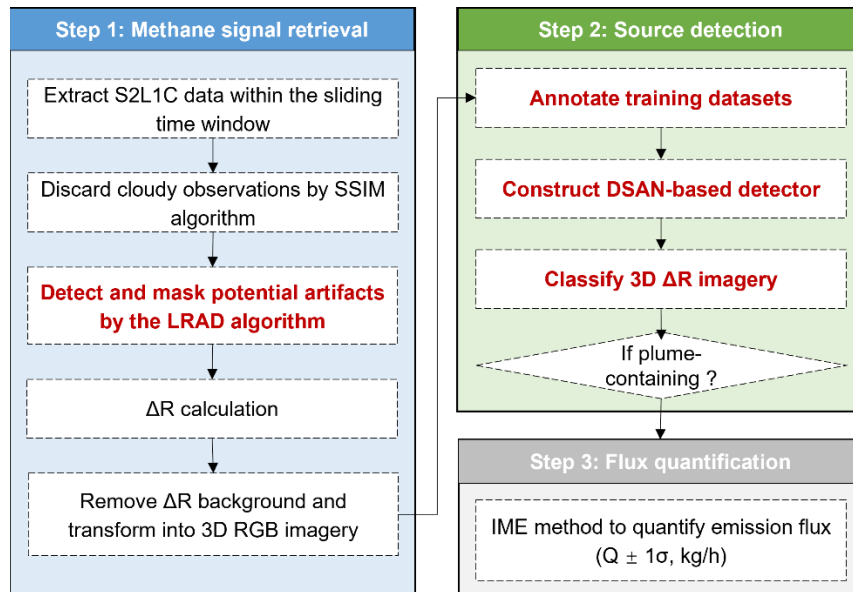 Step 1: Methane signal retrieval
Extract S2L1C data within the sliding
time window
Discard cloudy observations by SSIM
algorithm
Detect and mask potential artifacts
by the LRAD algorithm
ΔR calculation
Remove ΔR background and
transform into 3D RGB imagery
Step 2: Source detection
Annotate training datasets
Construct DSAN-based detector
Classify 3D ΔR imagery
If plume-
containing ?
Step 3: Flux quantification
IME method to quantify emission flux
(Q ± 1σ, kg/h)